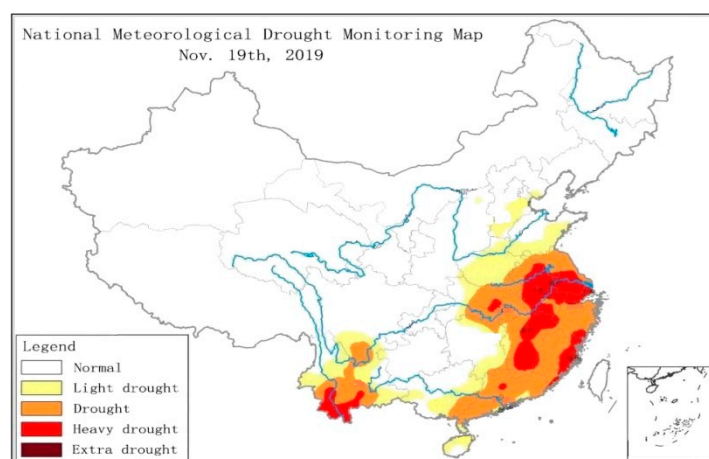 National Meteorological Drought Monitoring Map
Nov. 19th, 2019
Legend
Normal
Light drought
Drought
Heavy drought
Extra drought